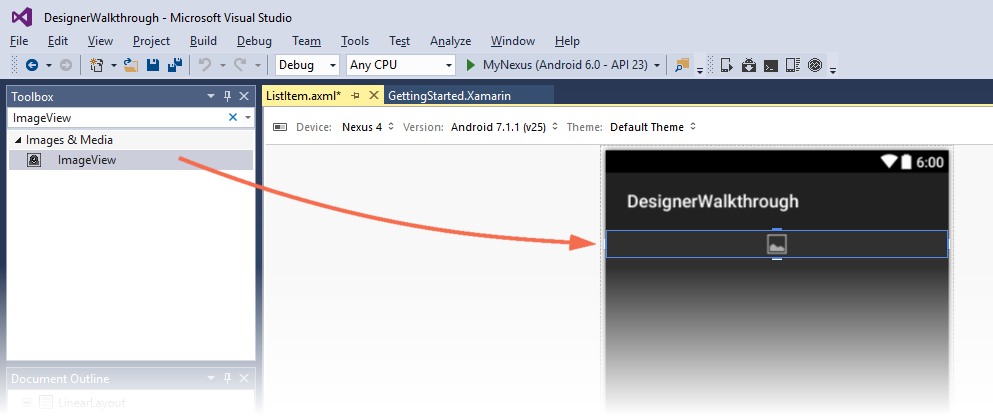 DesignerWalkthrough - Microsoft Visual Studio
File Edit View Project Build Debug Team Tools Test Analyze Window Help
Debug Any CPU MyNexus (Android 6.0 - API 23)
Toolbox
ImageView
Images & Media
ImageView
ListItem.axml* GettingStarted.Xamarin
Device: Nexus 4 Version: Android 7.1.1 (v25) Theme: Default Theme
6:00
DesignerWalkthrough
Document Outline
LinearLayout